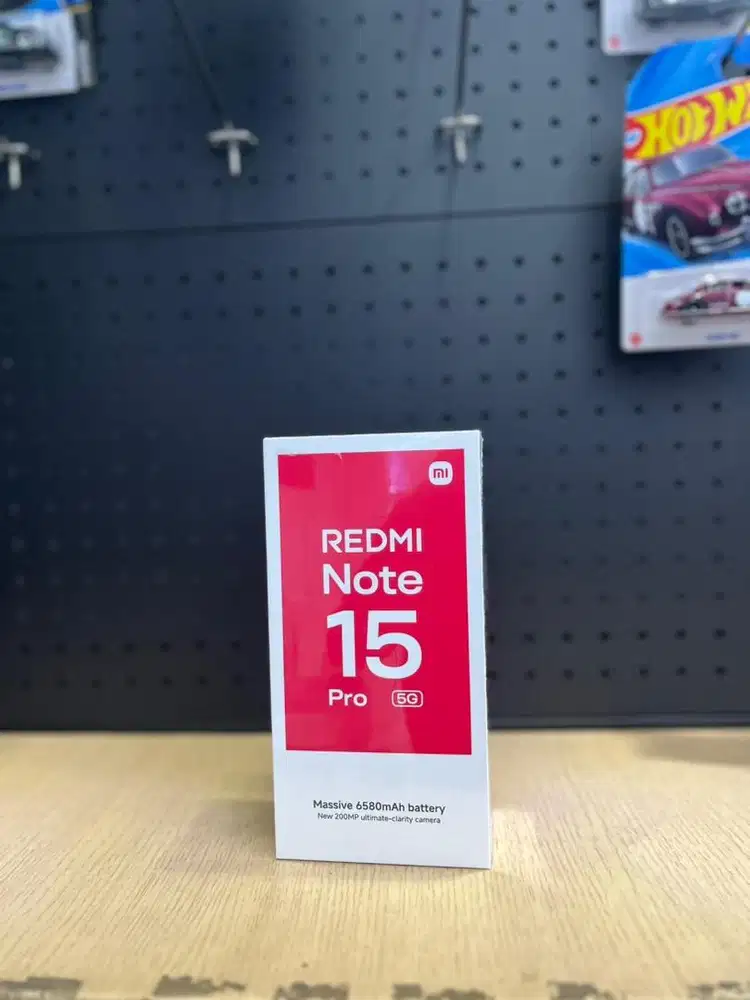 HOT W
mi
REDMI
Note
15
Pro 5G
Massive 6580mAh battery
New 200MP ultimate-clarity camera